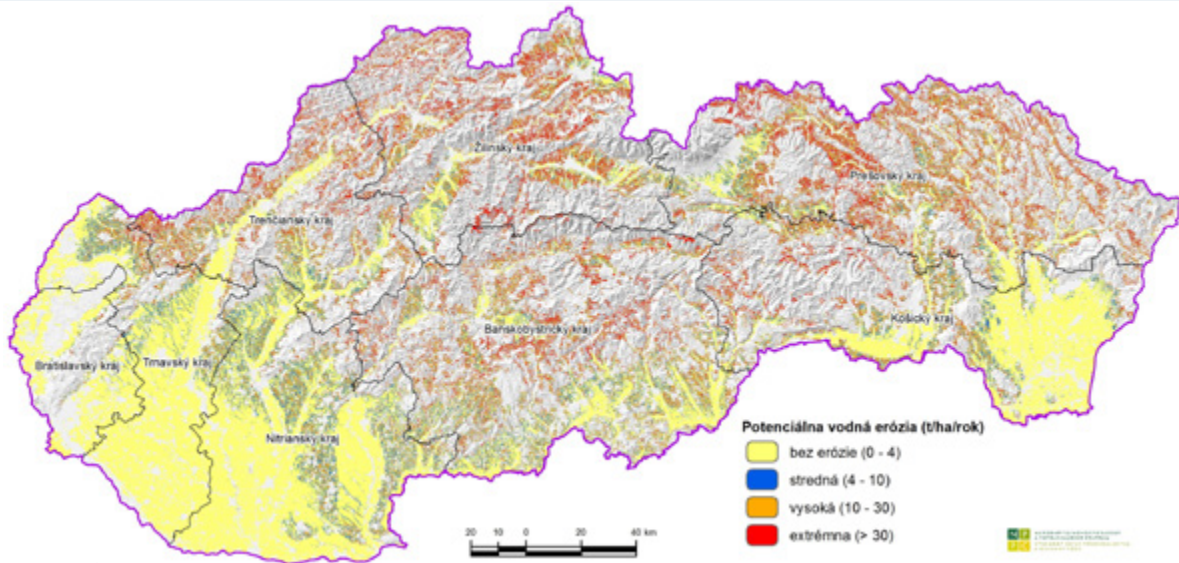 Žilinský kraj
Prešovský kraj
Trenčiansky kraj
Košický kraj
Banskobystrický kraj
Bratislavský kraj
Trnavský kraj
Nitriansky kraj
Potenciálna vodná erózia (t/ha/rok)
bez erózie (0 - 4)
stredná (4 - 10)
vysoká (10 - 30)
extrémna (> 30)
20 10 0 20 40 km